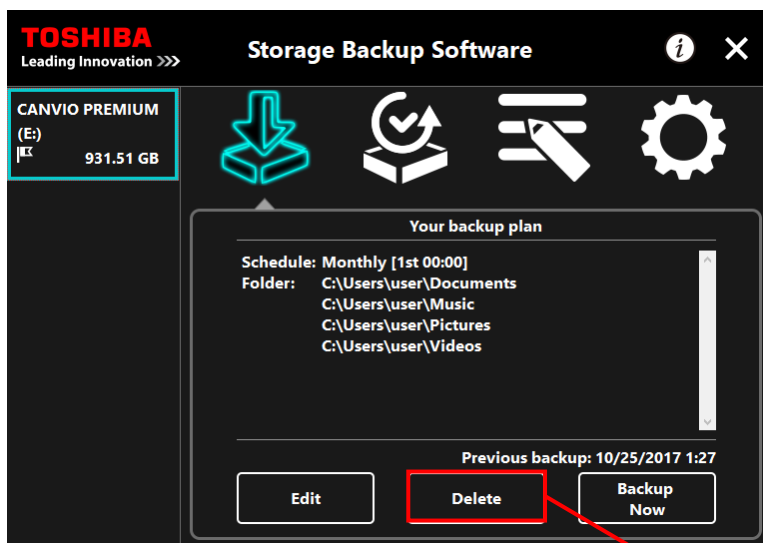 TOSHIBA
Leading Innovation >>>
Storage Backup Software
i
CANVIO PREMIUM
(E:)
931.51 GB
Your backup plan
Schedule: Monthly [1st 00:00]
Folder: C:\Users\user\Documents
C:\Users\user\Music
C:\Users\user\Pictures
C:\Users\user\Videos
Previous backup: 10/25/2017 1:27
Edit
Delete
Backup
Now